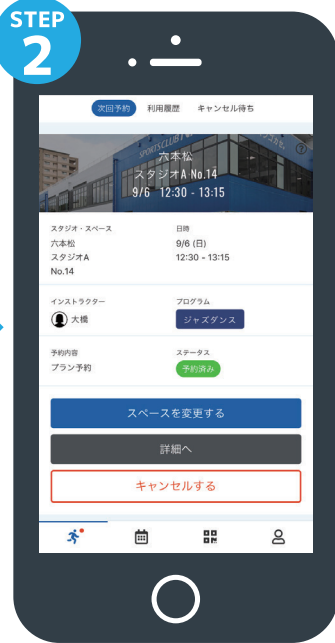 STEP
2
次回予約 利用履歴 キャンセル待ち
SPORTS CLUB
六本松
スタジオA No.14
9/6 12:30 - 13:15
スタジオ・スペース 日時
六本松 9/6 (日)
スタジオA 12:30 - 13:15
No.14
インストラクター プログラム
大橋 ジャズダンス
予約内容 ステータス
プラン予約 予約済み
スペースを変更する
詳細へ
キャンセルする